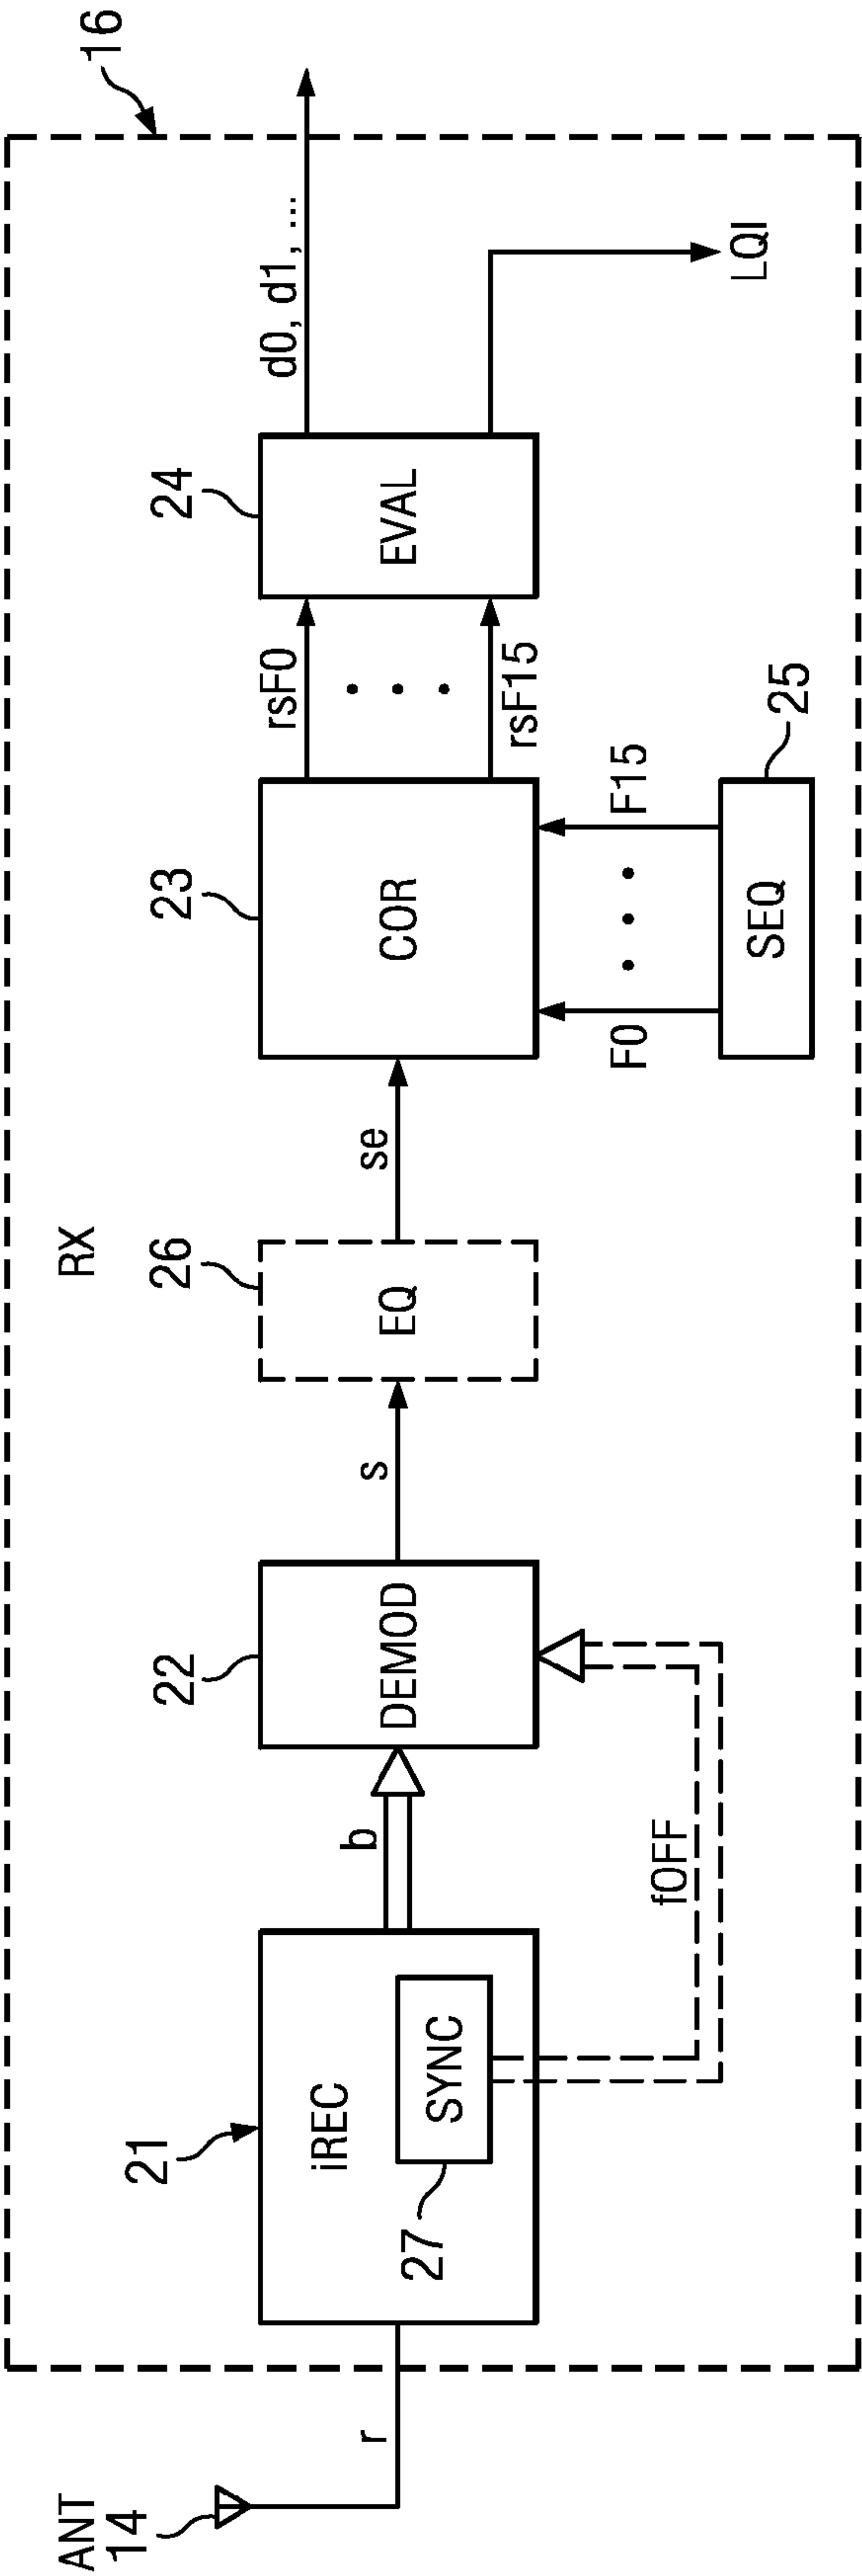 16
RX
ANT
14
r
21
iREC
SYNC
27
b
fOFF
22
DEMOD
s
26
EQ
se
23
COR
F0
F15
SEQ
25
rsF0
rsF15
24
EVAL
d0, d1, ...
LQI